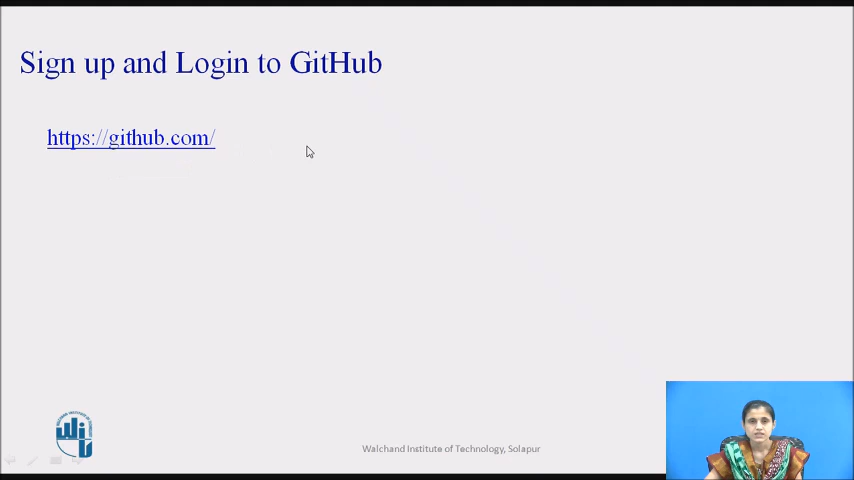 Sign up and Login to GitHub
https://github.com/
Walchand Institute of Technology, Solapur